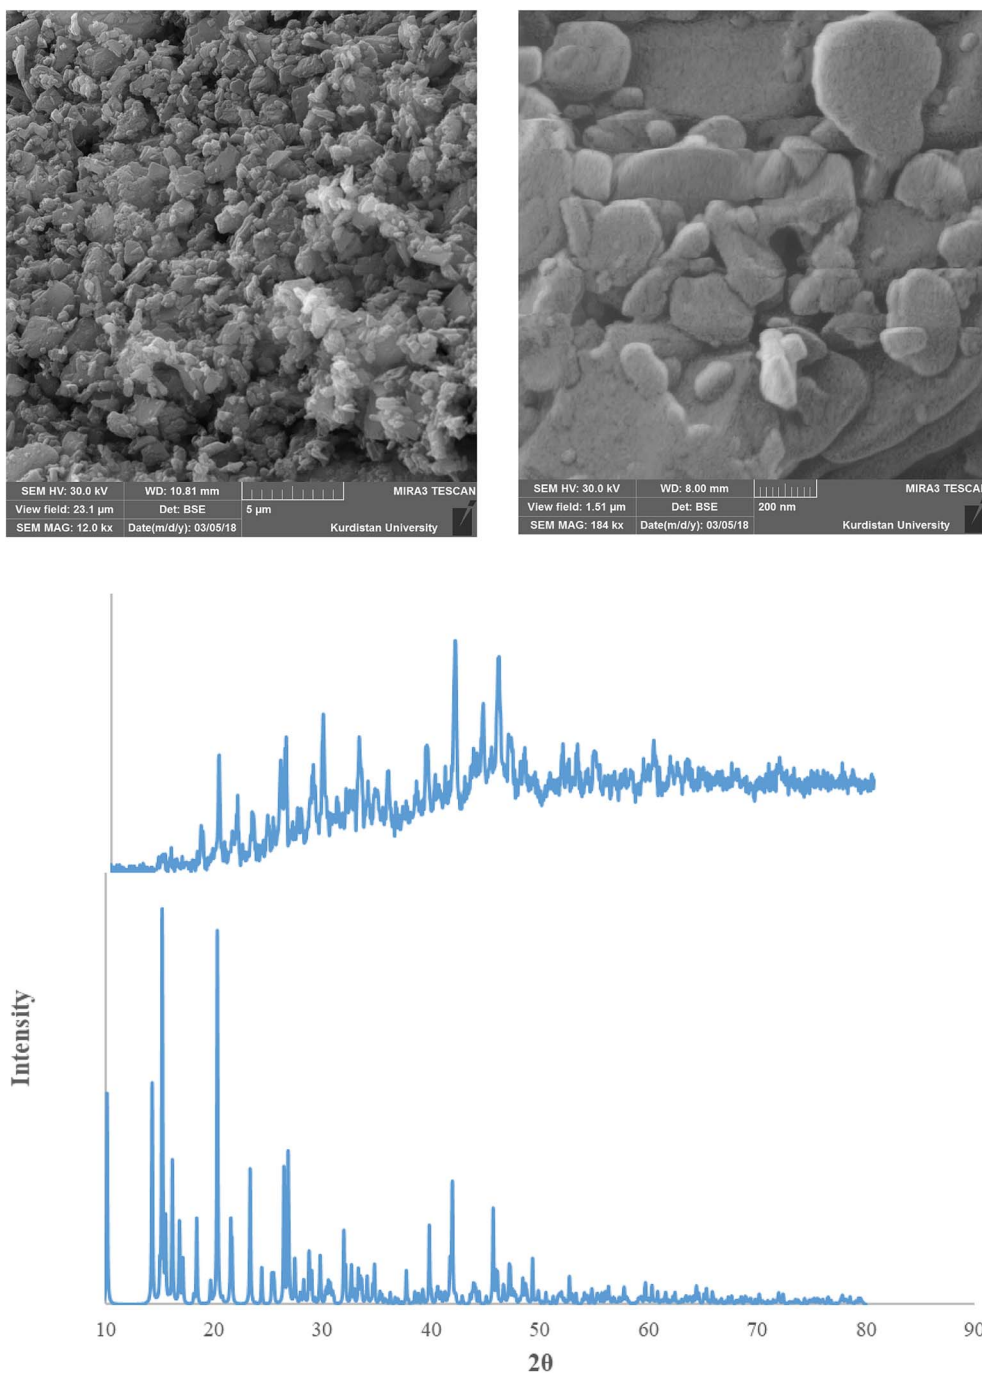 SEM HV: 30.0 kV WD: 10.81 mm MIRA3 TESCAN
View field: 23.1 µm Det: BSE 5 µm
SEM MAG: 12.0 kx Date(m/d/y): 03/05/18 Kurdistan University
SEM HV: 30.0 kV WD: 8.00 mm MIRA3 TESCAN
View field: 1.51 µm Det: BSE 200 nm
SEM MAG: 184 kx Date(m/d/y): 03/05/18 Kurdistan University
Intensity
10 20 30 40 50 60 70 80 90
2θ